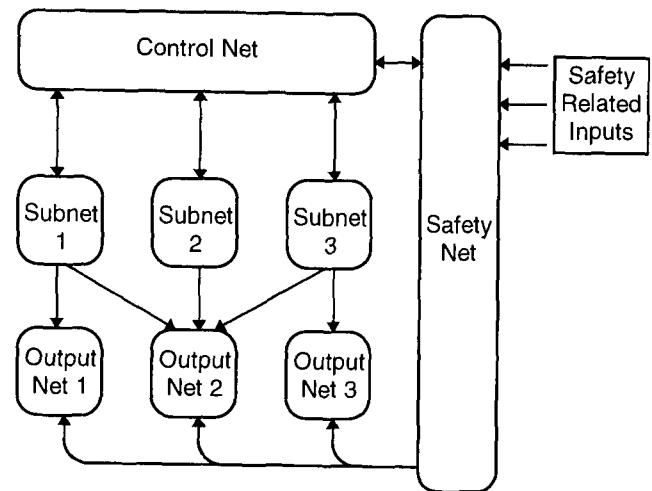 Control Net
Safety
Related
Inputs
Subnet
1
Subnet
2
Subnet
3
Safety
Net
Output
Net 1
Output
Net 2
Output
Net 3